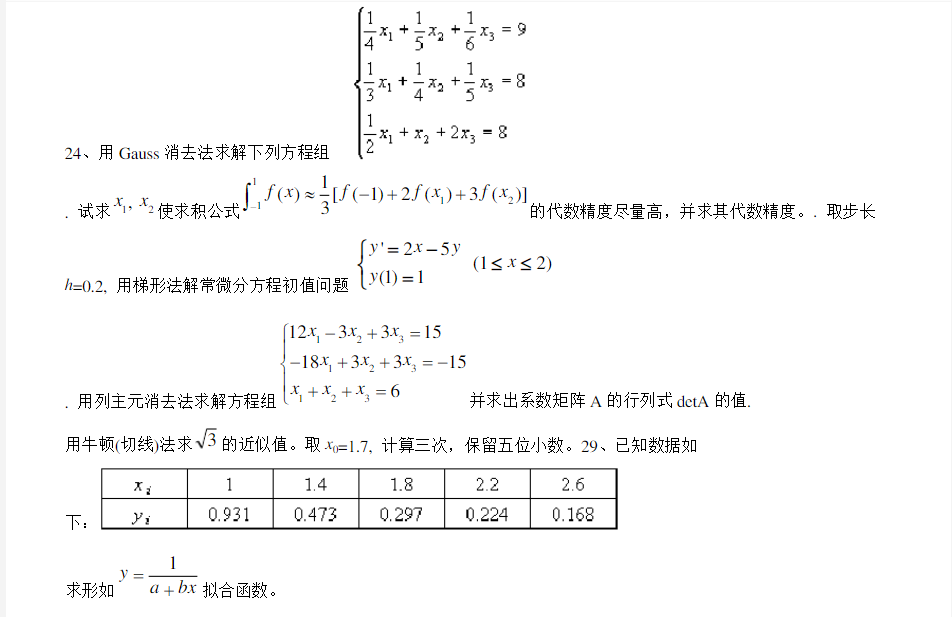 24、用 Gauss 消去法求解下列方程组 { 1/4 x₁ + 1/5 x₂ + 1/6 x₃ = 9
1/3 x₁ + 1/4 x₂ + 1/5 x₃ = 8
1/2 x₁ + x₂ + 2x₃ = 8
. 试求 x₁, x₂ 使求积公式 ∫₋₁¹ f(x) ≈ 1/3 [f(−1) + 2f(x₁) + 3f(x₂)] 的代数精度尽量高，并求其代数精度。. 取步长
h=0.2, 用梯形法解常微分方程初值问题 { y' = 2x − 5y
y(1) = 1 (1 ≤ x ≤ 2)
. 用列主元消去法求解方程组 { 12x₁ − 3x₂ + 3x₃ = 15
−18x₁ + 3x₂ + 3x₃ = −15
x₁ + x₂ + x₃ = 6 并求出系数矩阵 A 的行列式 detA 的值.
用牛顿(切线)法求 √3 的近似值。取 x₀=1.7, 计算三次，保留五位小数。29、已知数据如
下：
xᵢ 1 1.4 1.8 2.2 2.6
yᵢ 0.931 0.473 0.297 0.224 0.168
求形如 y = 1/(a + bx) 拟合函数。